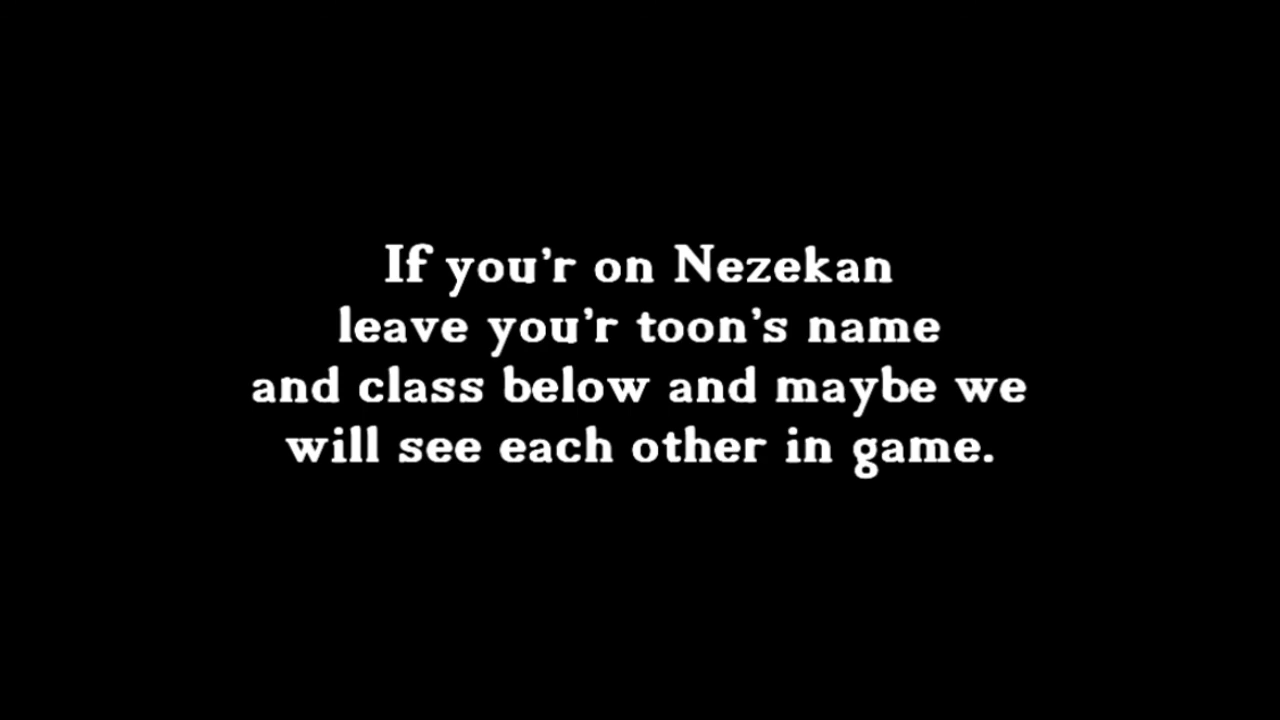 If you'r on Nezekan
leave you'r toon's name
and class below and maybe we
will see each other in game.